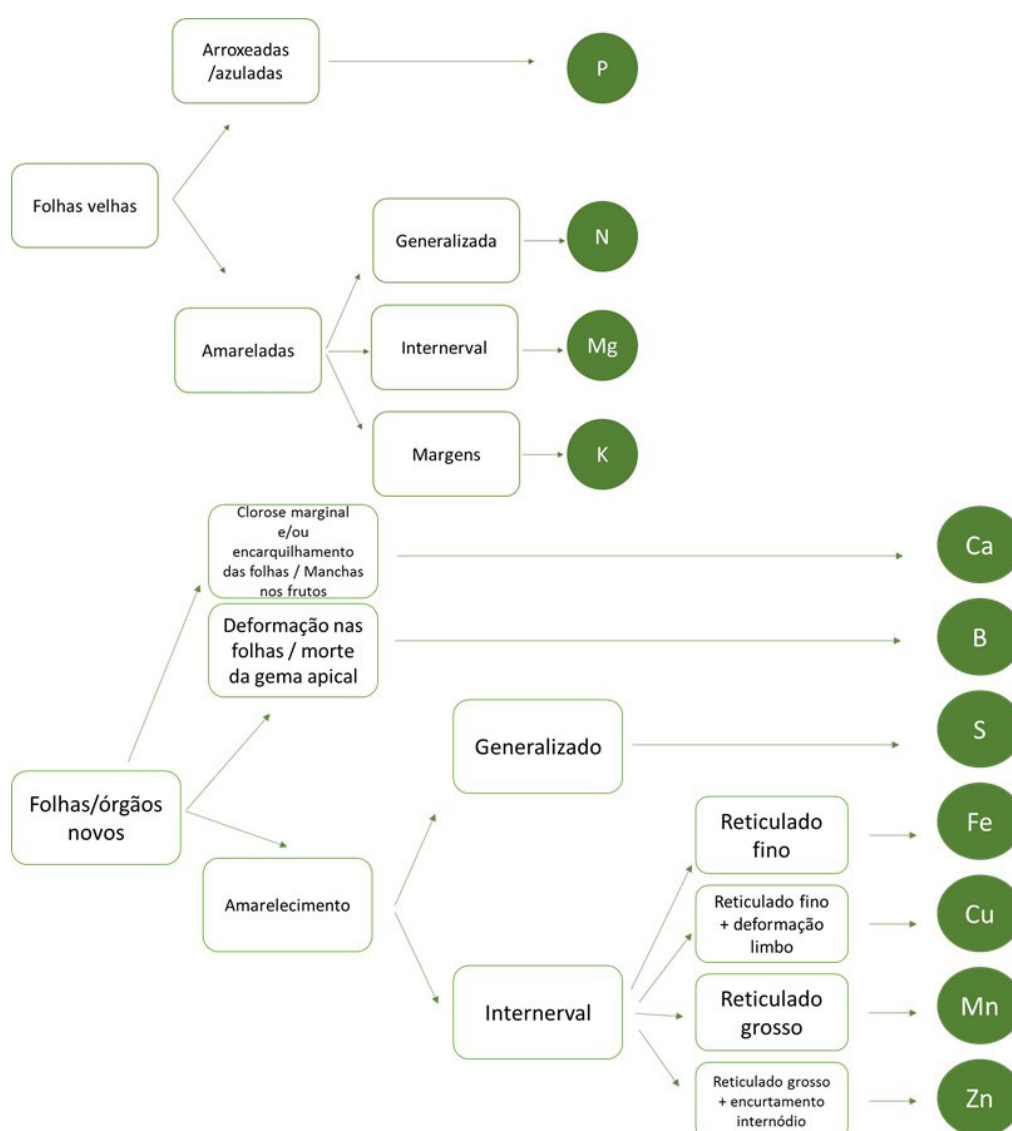 Arroxeadas
/azuladas
P
Folhas velhas
Generalizada
N
Amareladas
Internerval
Mg
Margens
K
Clorose marginal
e/ou
encarquilhamento
das folhas / Manchas
nos frutos
Ca
Deformação nas
folhas / morte
da gema apical
B
Generalizado
S
Folhas/órgãos
novos
Reticulado
fino
Fe
Amarelecimento
Reticulado fino
+ deformação
limbo
Cu
Internerval
Reticulado
grosso
Mn
Reticulado grosso
+ encurtamento
internódio
Zn